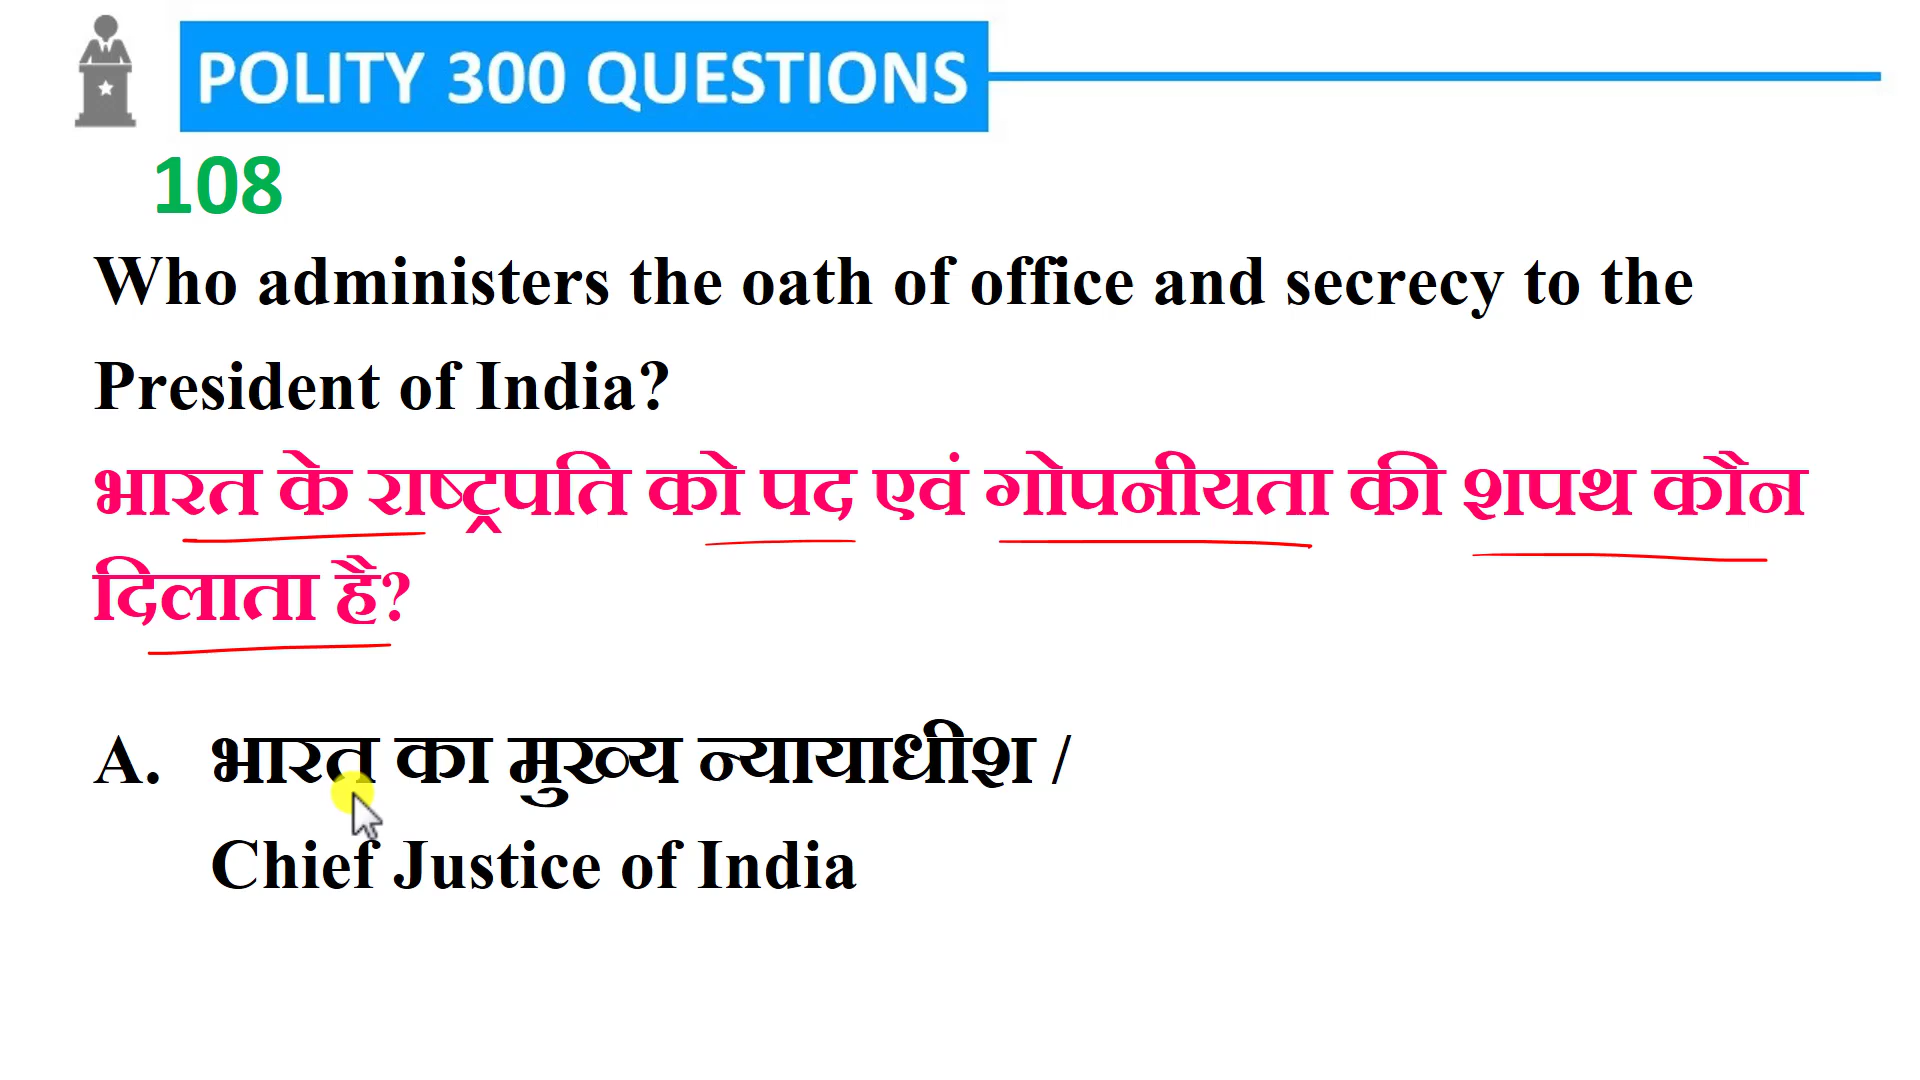 POLITY 300 QUESTIONS
108
Who administers the oath of office and secrecy to the
President of India?
भारत के राष्ट्रपति को पद एवं गोपनीयता की शपथ कौन
दिलाता है?
A. भारत का मुख्य न्यायाधीश /
Chief Justice of India